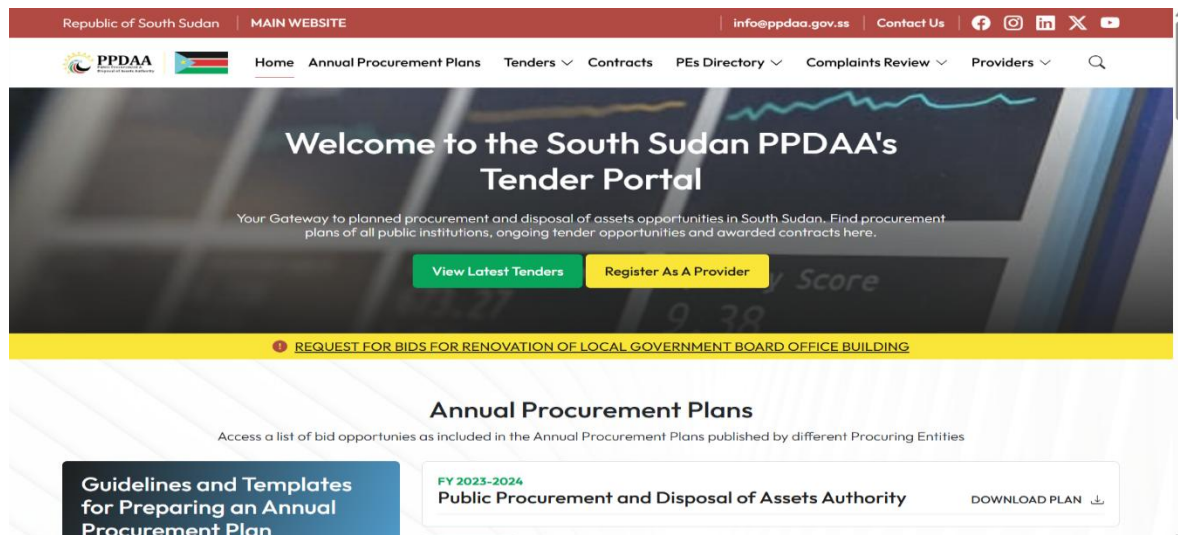 Republic of South Sudan
MAIN WEBSITE
info@ppdaa.gov.ss
Contact Us
PPDAA
Home
Annual Procurement Plans
Tenders
Contracts
PEs Directory
Complaints Review
Providers
Welcome to the South Sudan PPDAA's
Tender Portal
Your Gateway to planned procurement and disposal of assets opportunities in South Sudan. Find procurement
plans of all public institutions, ongoing tender opportunities and awarded contracts here.
View Latest Tenders
Register As A Provider
Score
9.38
REQUEST FOR BIDS FOR RENOVATION OF LOCAL GOVERNMENT BOARD OFFICE BUILDING
Annual Procurement Plans
Access a list of bid opportunies as included in the Annual Procurement Plans published by different Procuring Entities
Guidelines and Templates
for Preparing an Annual
Procurement Plan
FY 2023-2024
Public Procurement and Disposal of Assets Authority
DOWNLOAD PLAN